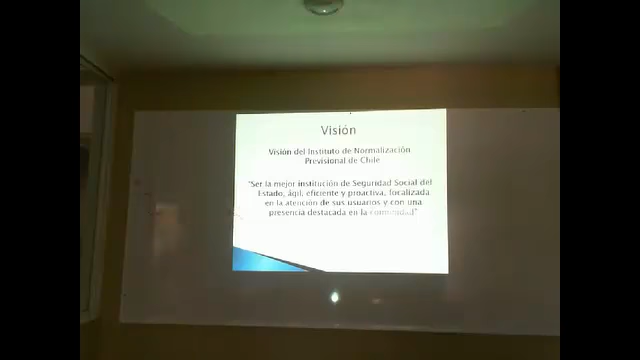 Visión
Visión del Instituto de Normalización
Previsional de Chile
"Ser la mejor institución de Seguridad Social del
Estado, ágil, eficiente y proactiva, focalizada
en la atención de sus usuarios y con una
presencia destacada en la comunidad"